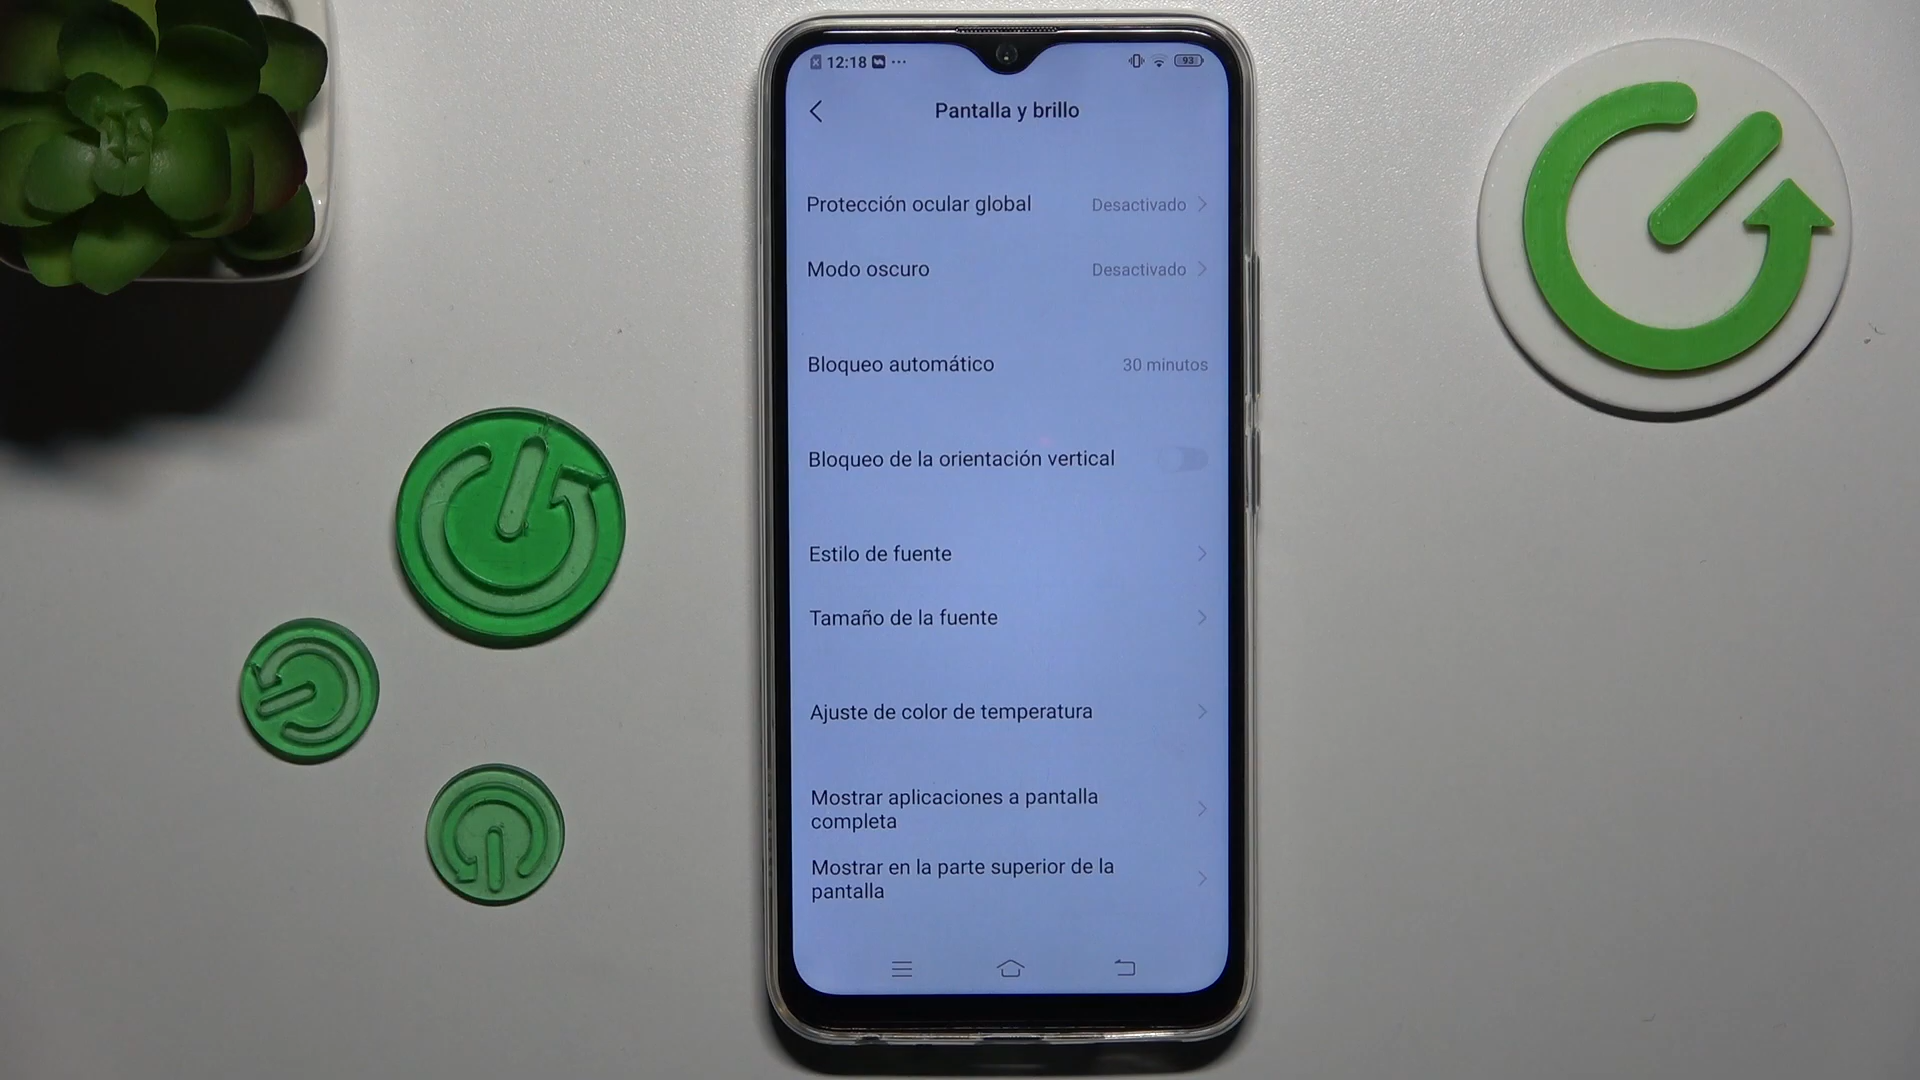 12:18 ... 93
Pantalla y brillo
Protección ocular global Desactivado
Modo oscuro Desactivado
Bloqueo automático 30 minutos
Bloqueo de la orientación vertical
Estilo de fuente
Tamaño de la fuente
Ajuste de color de temperatura
Mostrar aplicaciones a pantalla
completa
Mostrar en la parte superior de la
pantalla